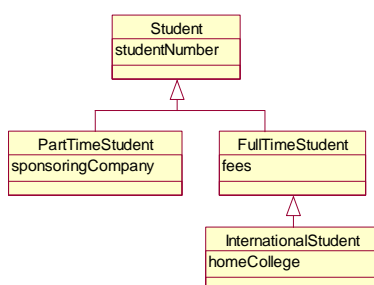 Student
studentNumber
PartTimeStudent
sponsoringCompany
FullTimeStudent
fees
InternationalStudent
homeCollege